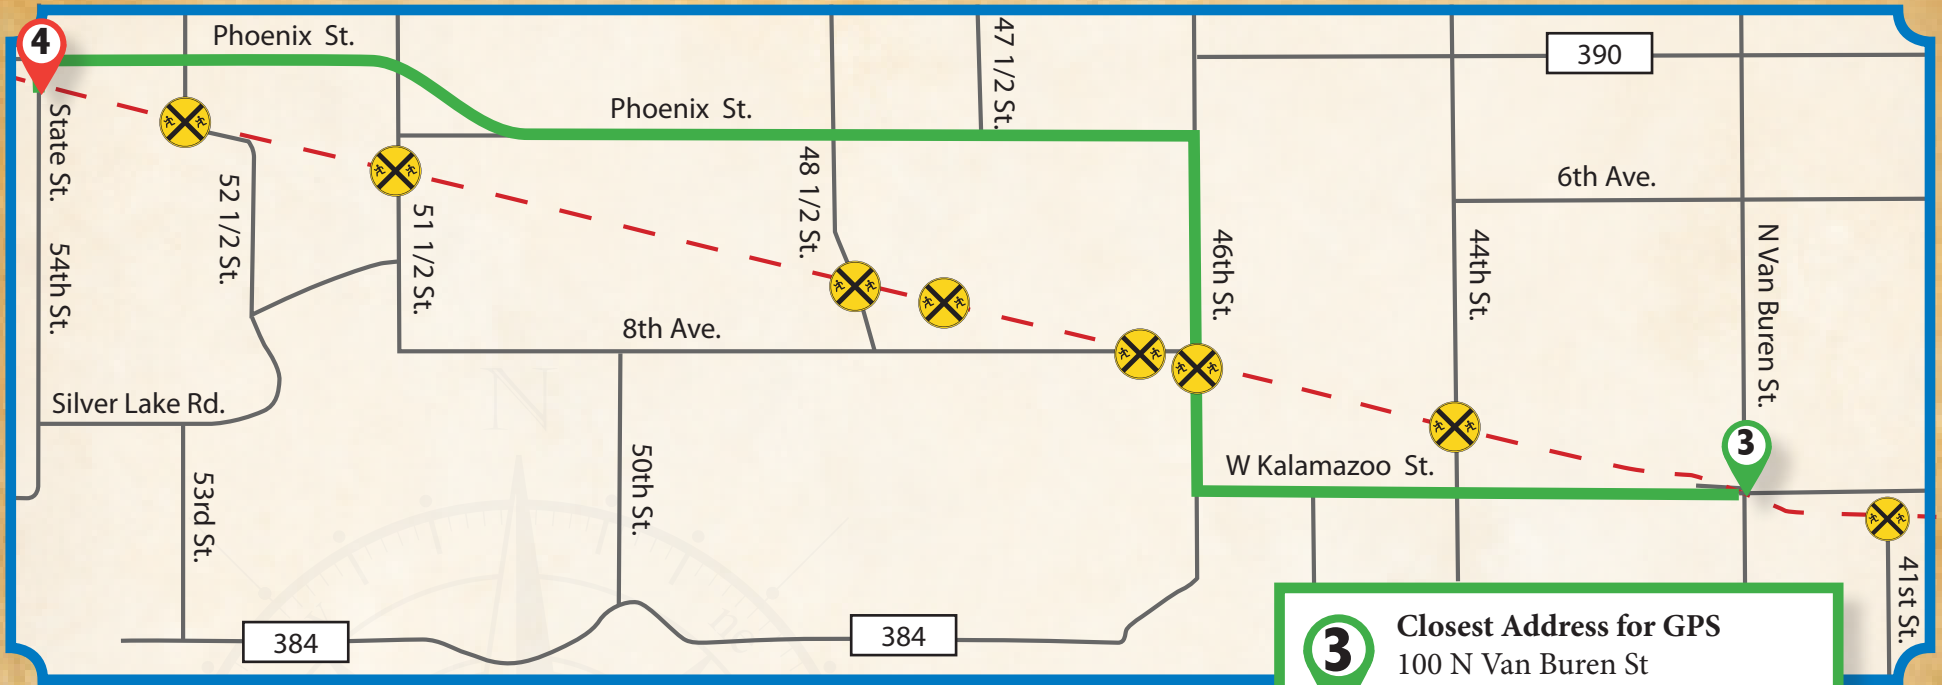 4
Phoenix St.
47 1/2 St.
390
Phoenix St.
State St.
52 1/2 St.
51 1/2 St.
48 1/2 St.
6th Ave.
46th St.
44th St.
N Van Buren St.
54th St.
8th Ave.
Silver Lake Rd.
N
53rd St.
50th St.
W Kalamazoo St.
3
41st St.
384
384
3
Closest Address for GPS
100 N Van Buren St